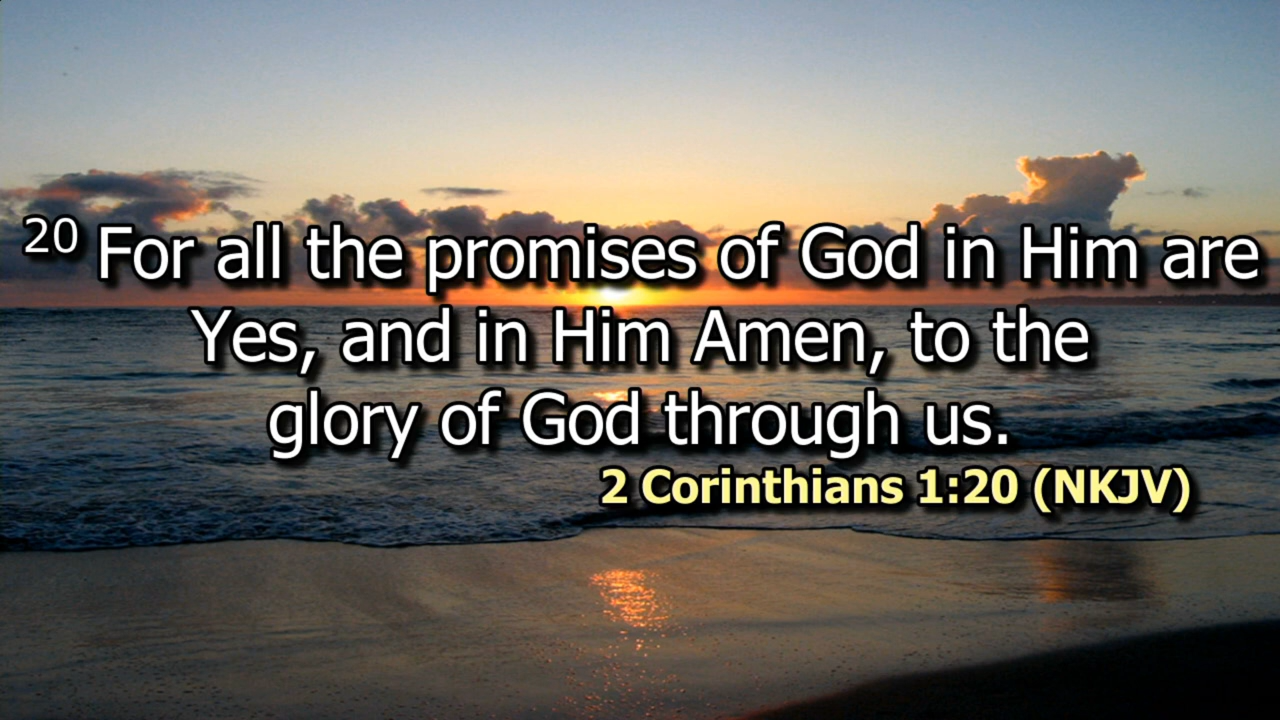 20 For all the promises of God in Him are
Yes, and in Him Amen, to the
glory of God through us.
2 Corinthians 1:20 (NKJV)